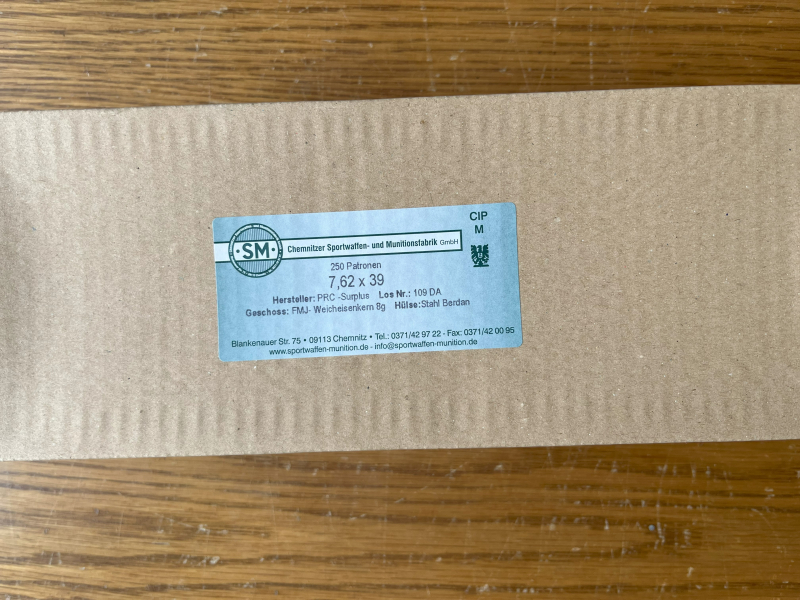 CIP
M
SM
Chemnitzer Sportwaffen- und Munitionsfabrik GmbH
250 Patronen
7,62 x 39
Hersteller: PRC -Surplus Los Nr.: 109 DA
Geschoss: FMJ- Weicheisenkern 8g Hülse:Stahl Berdan
Blankenauer Str. 75 • 09113 Chemnitz • Tel.: 0371/42 97 22 - Fax: 0371/42 00 95
www.sportwaffen-munition.de - info@sportwaffen-munition.de